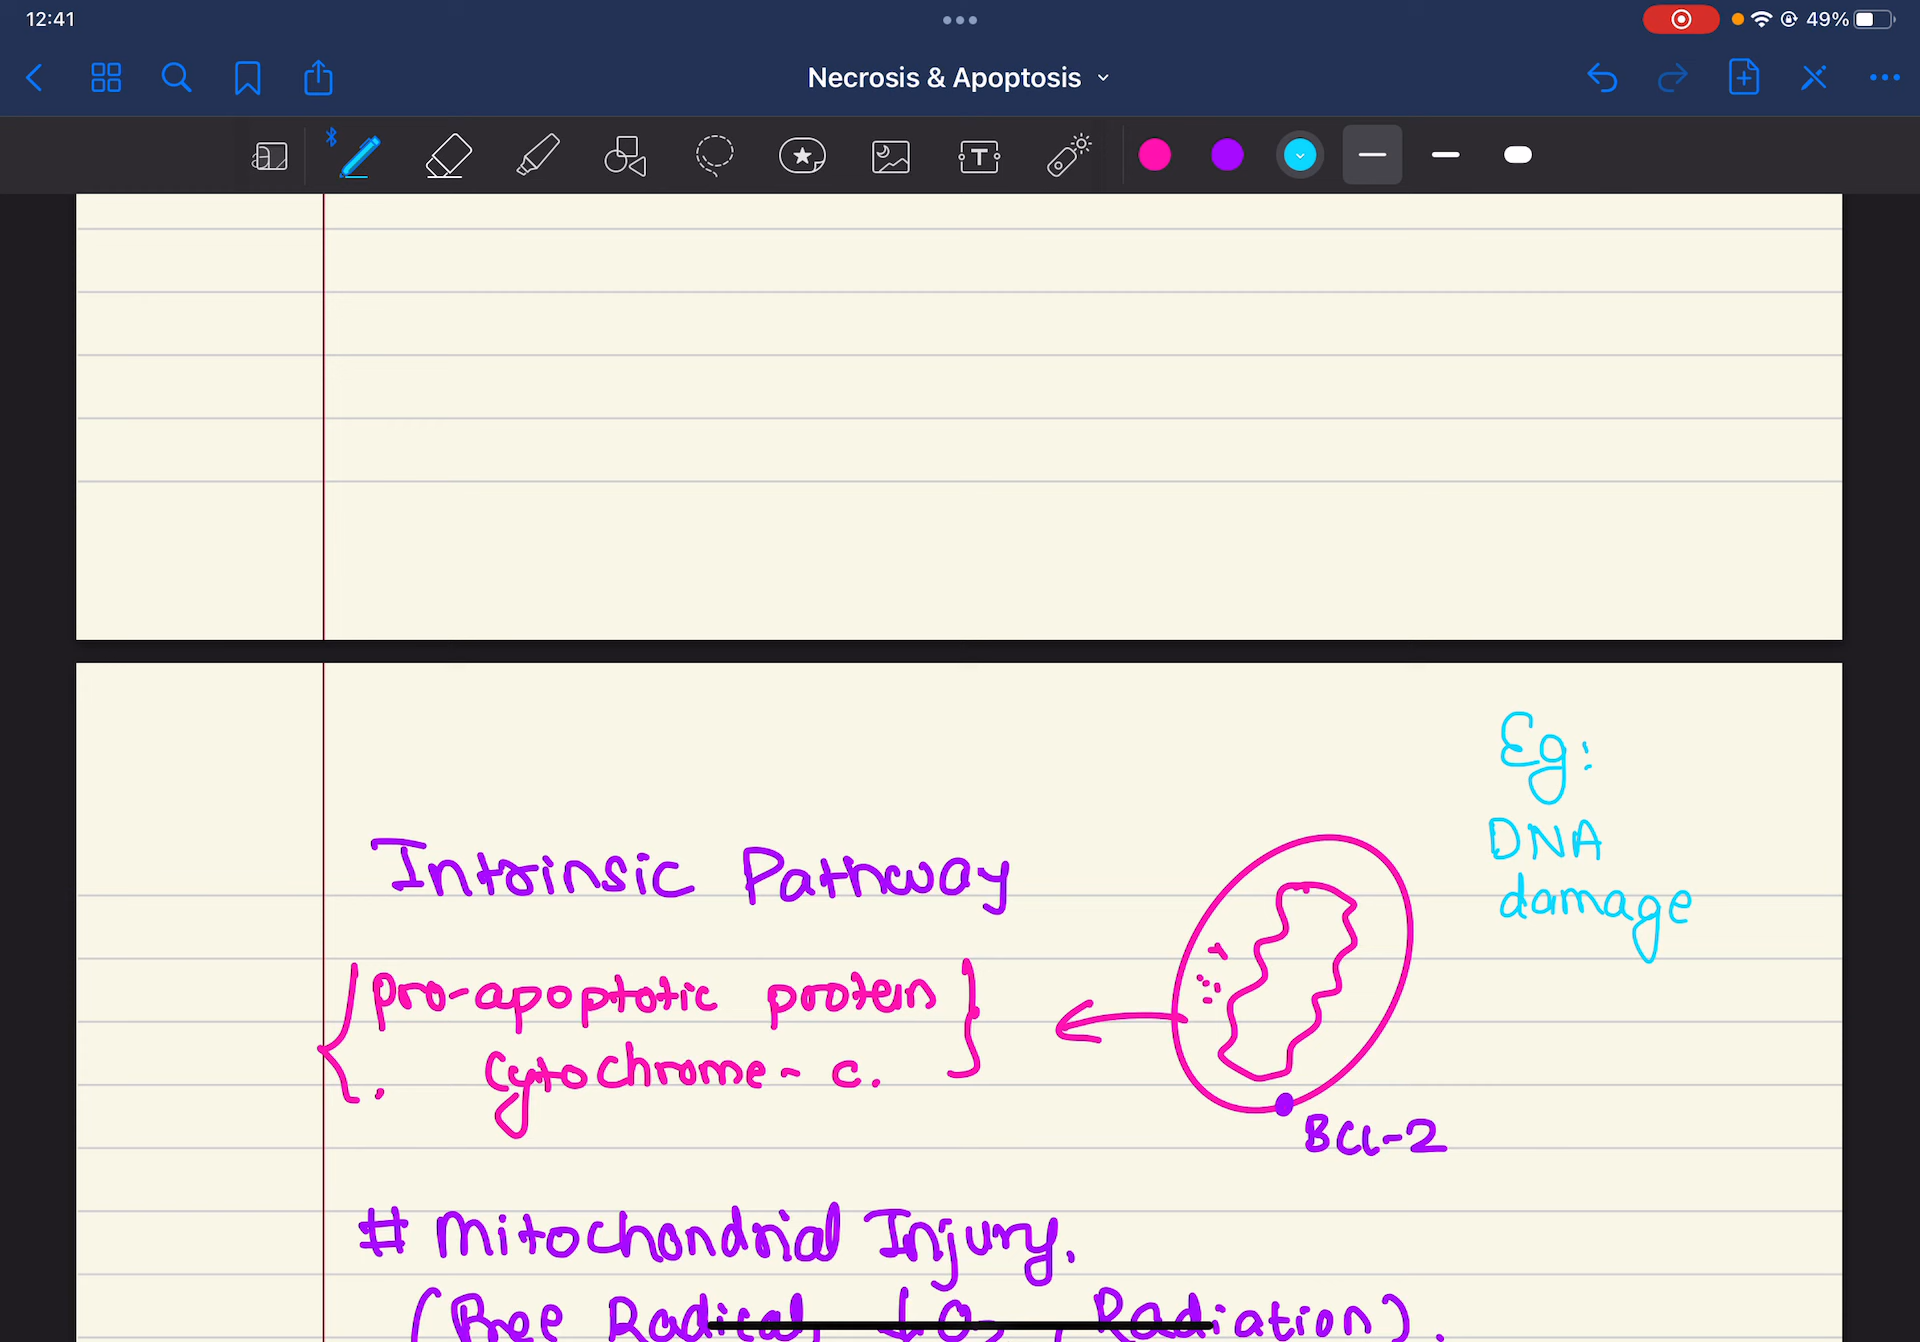 12:41
49%
Necrosis & Apoptosis
T
Eg:
DNA
damage
Intrinsic Pathway
pro-apoptotic protein
Cytochrome- c.
BCL-2
# Mitochondrial Injury.
(Free Radical, ↓O₂, Radiation).